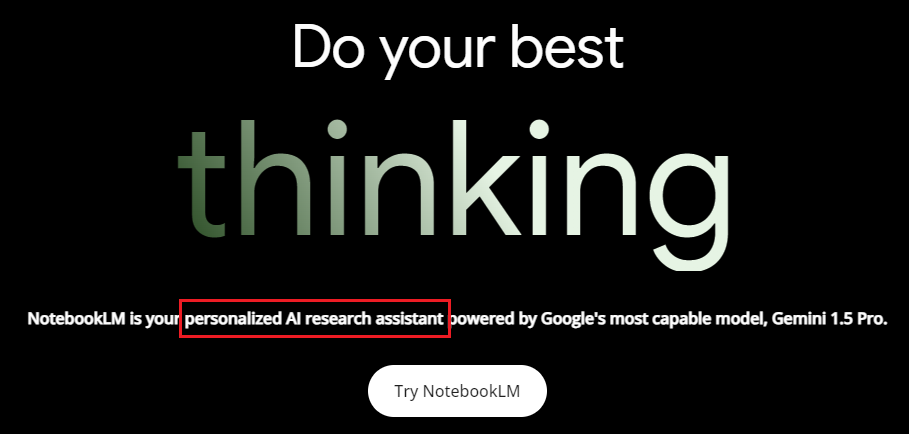 Do your best
thinking
NotebookLM is your personalized AI research assistant powered by Google's most capable model, Gemini 1.5 Pro.
Try NotebookLM